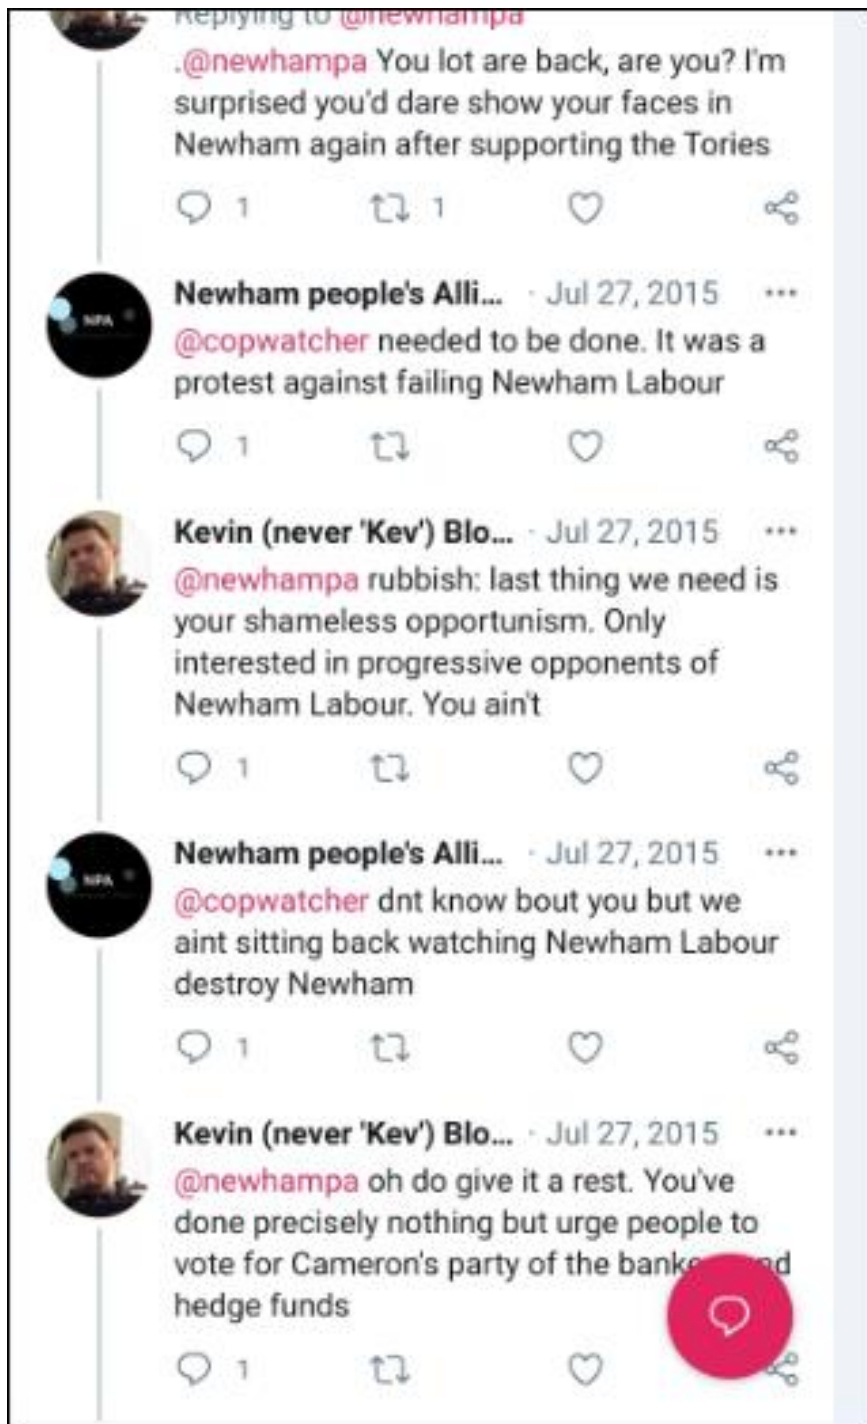 Replying to @newhampa
.@newhampa You lot are back, are you? I'm
surprised you'd dare show your faces in
Newham again after supporting the Tories
1 1
Newham people's Alli... · Jul 27, 2015 ...
NPA
@copwatcher needed to be done. It was a
protest against failing Newham Labour
1
Kevin (never 'Kev') Blo... · Jul 27, 2015 ...
@newhampa rubbish: last thing we need is
your shameless opportunism. Only
interested in progressive opponents of
Newham Labour. You ain't
1
Newham people's Alli... · Jul 27, 2015 ...
NPA
@copwatcher dnt know bout you but we
aint sitting back watching Newham Labour
destroy Newham
1
Kevin (never 'Kev') Blo... · Jul 27, 2015 ...
@newhampa oh do give it a rest. You've
done precisely nothing but urge people to
vote for Cameron's party of the
hedge funds
1